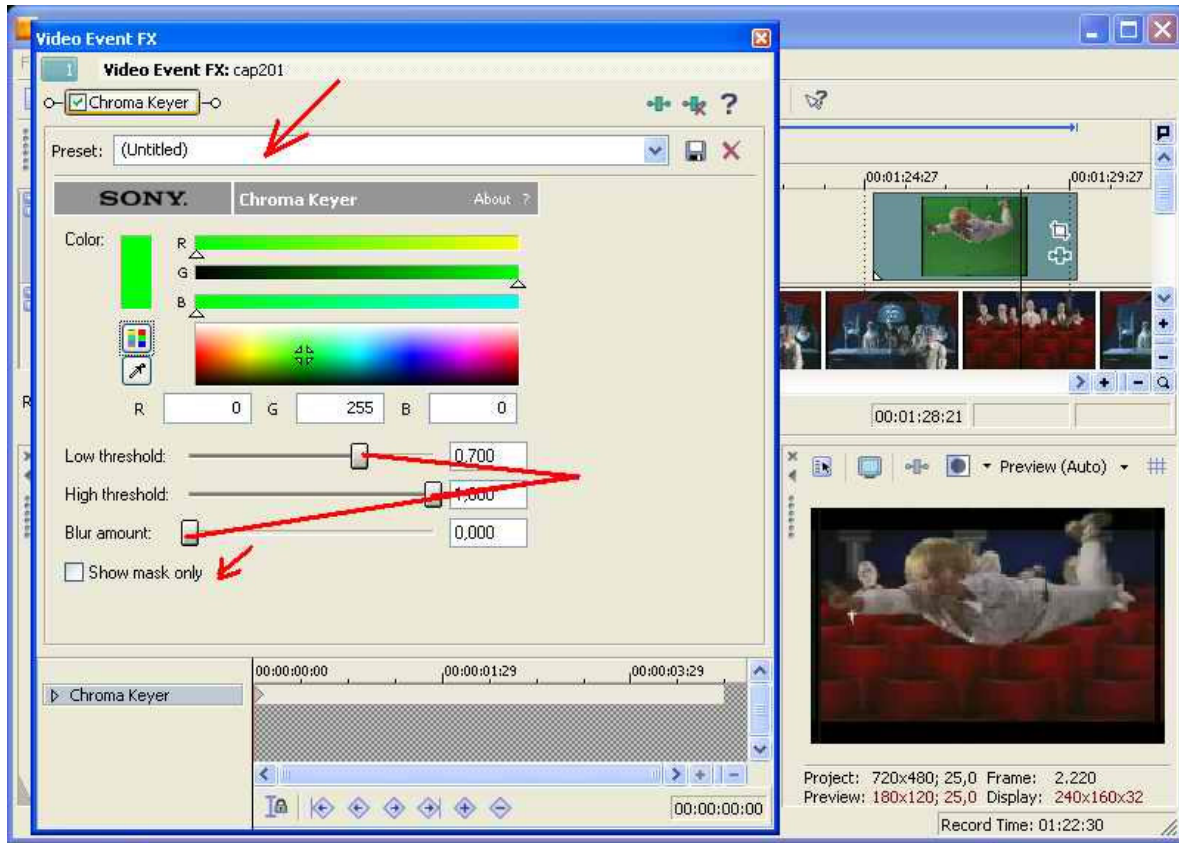 Video Event FX
1 Video Event FX: cap201
Chroma Keyer
?
Preset: (Untitled)
SONY. Chroma Keyer About ?
Color: R
G
B
R 0 G 255 B 0
Low threshold: 0,700
High threshold: 1,000
Blur amount: 0,000
Show mask only
00:00:00:00 00:00:01:29 00:00:03:29
Chroma Keyer
00:00:00:00
00:01:24:27 00:01:29:27
00:01:28:21
Preview (Auto)
Project: 720x480; 25,0 Frame: 2.220
Preview: 180x120; 25,0 Display: 240x160x32
Record Time: 01:22:30